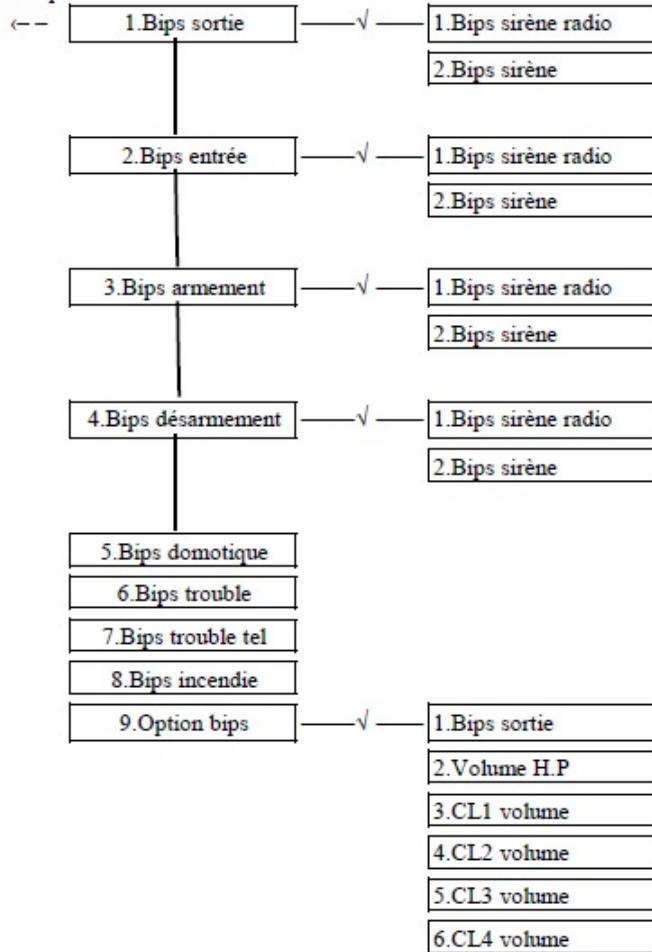 ‹-- 1.Bips sortie √ 1.Bips sirène radio
2.Bips sirène
2.Bips entrée √ 1.Bips sirène radio
2.Bips sirène
3.Bips armement √ 1.Bips sirène radio
2.Bips sirène
4.Bips désarmement √ 1.Bips sirène radio
2.Bips sirène
5.Bips domotique
6.Bips trouble
7.Bips trouble tel
8.Bips incendie
9.Option bips √ 1.Bips sortie
2.Volume H.P
3.CL1 volume
4.CL2 volume
5.CL3 volume
6.CL4 volume